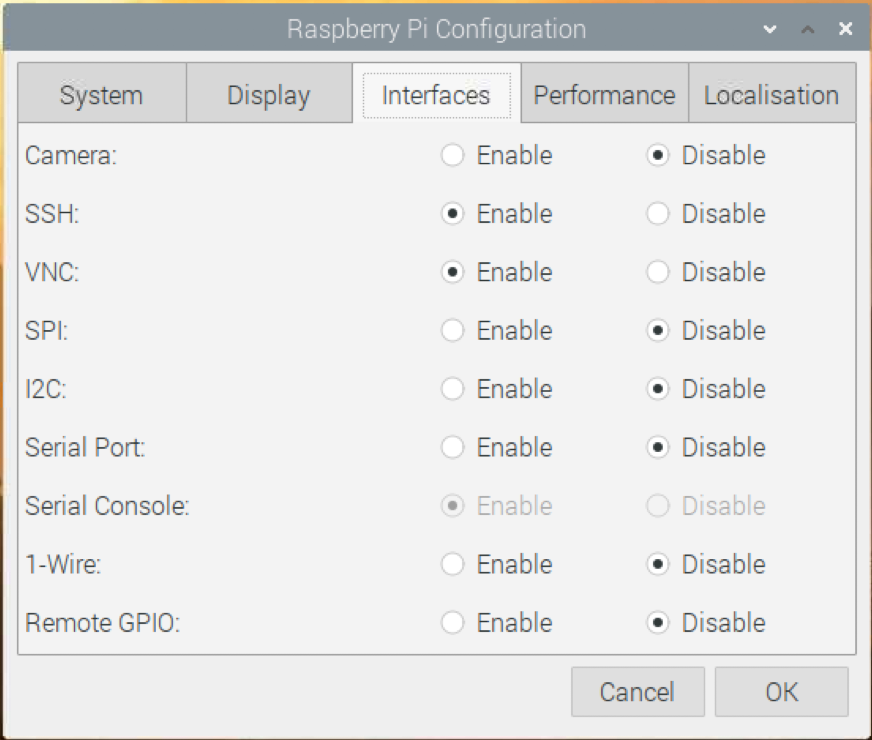 Raspberry Pi Configuration
System Display Interfaces Performance Localisation
Camera: Enable Disable
SSH: Enable Disable
VNC: Enable Disable
SPI: Enable Disable
I2C: Enable Disable
Serial Port: Enable Disable
Serial Console: Enable Disable
1-Wire: Enable Disable
Remote GPIO: Enable Disable
Cancel OK